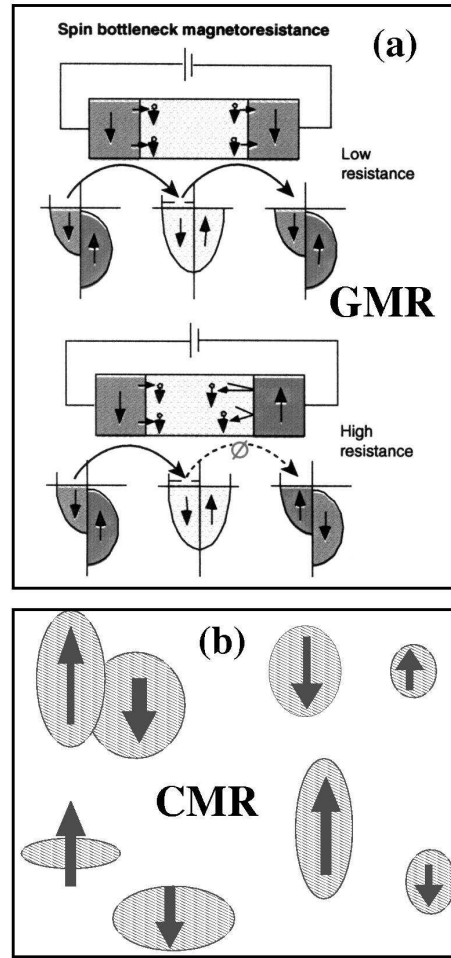 Spin bottleneck magnetoresistance
(a)
Low
resistance
GMR
High
resistance
(b)
CMR